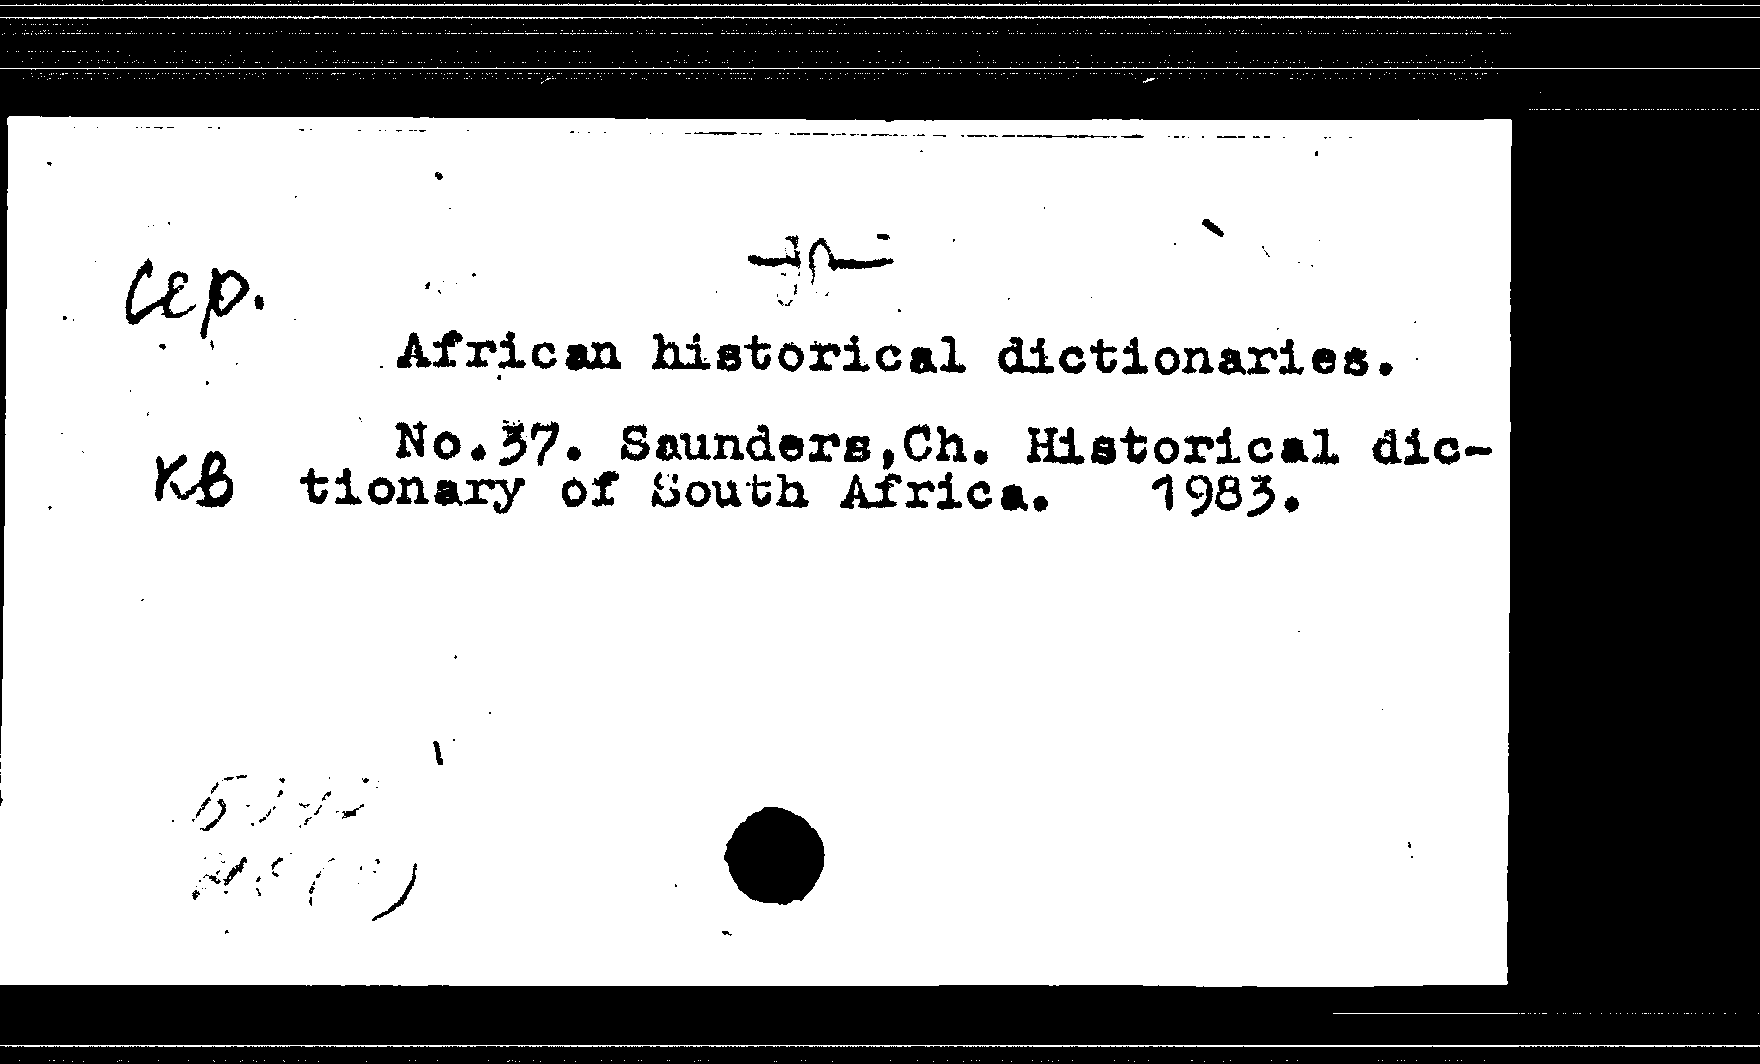 Сер.
African historical dictionaries.
No.37. Saunders,Ch. Historical dic-
КВ tionary of South Africa. 1983.